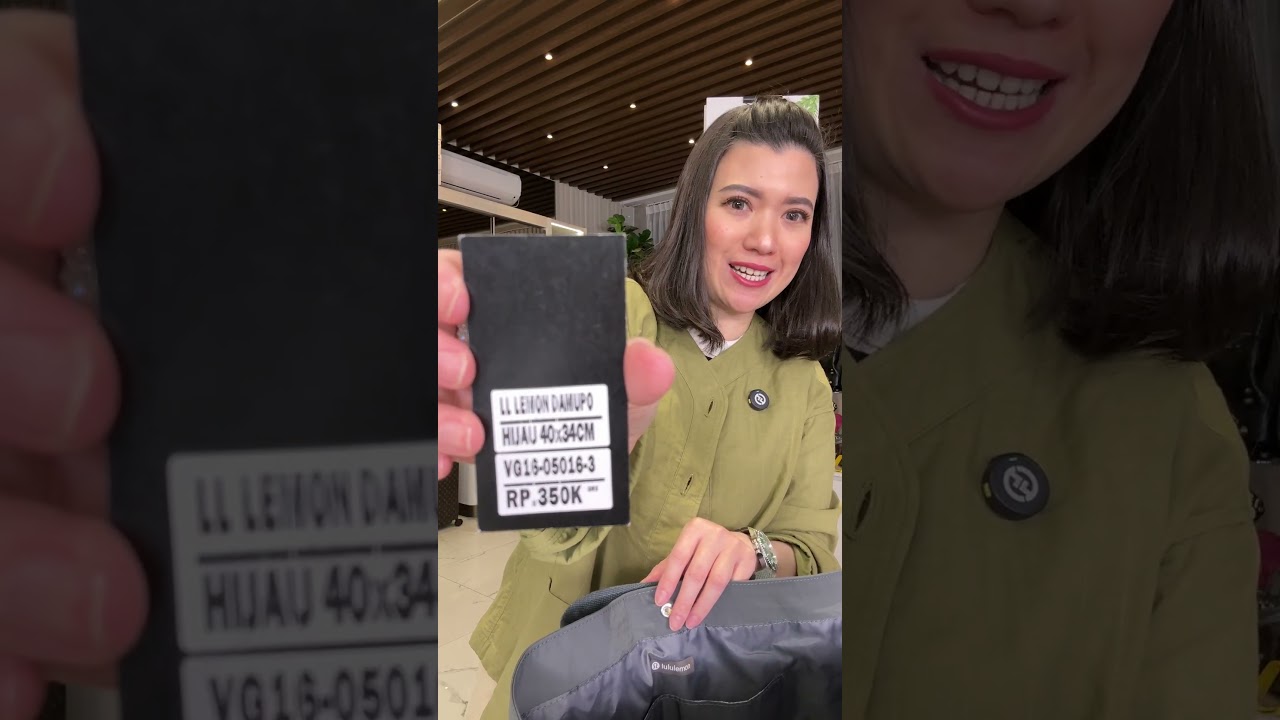 LL LEMON DAMUPO
HIJAU 40x34CM
VG16-05016-3
RP.350K
lululemon